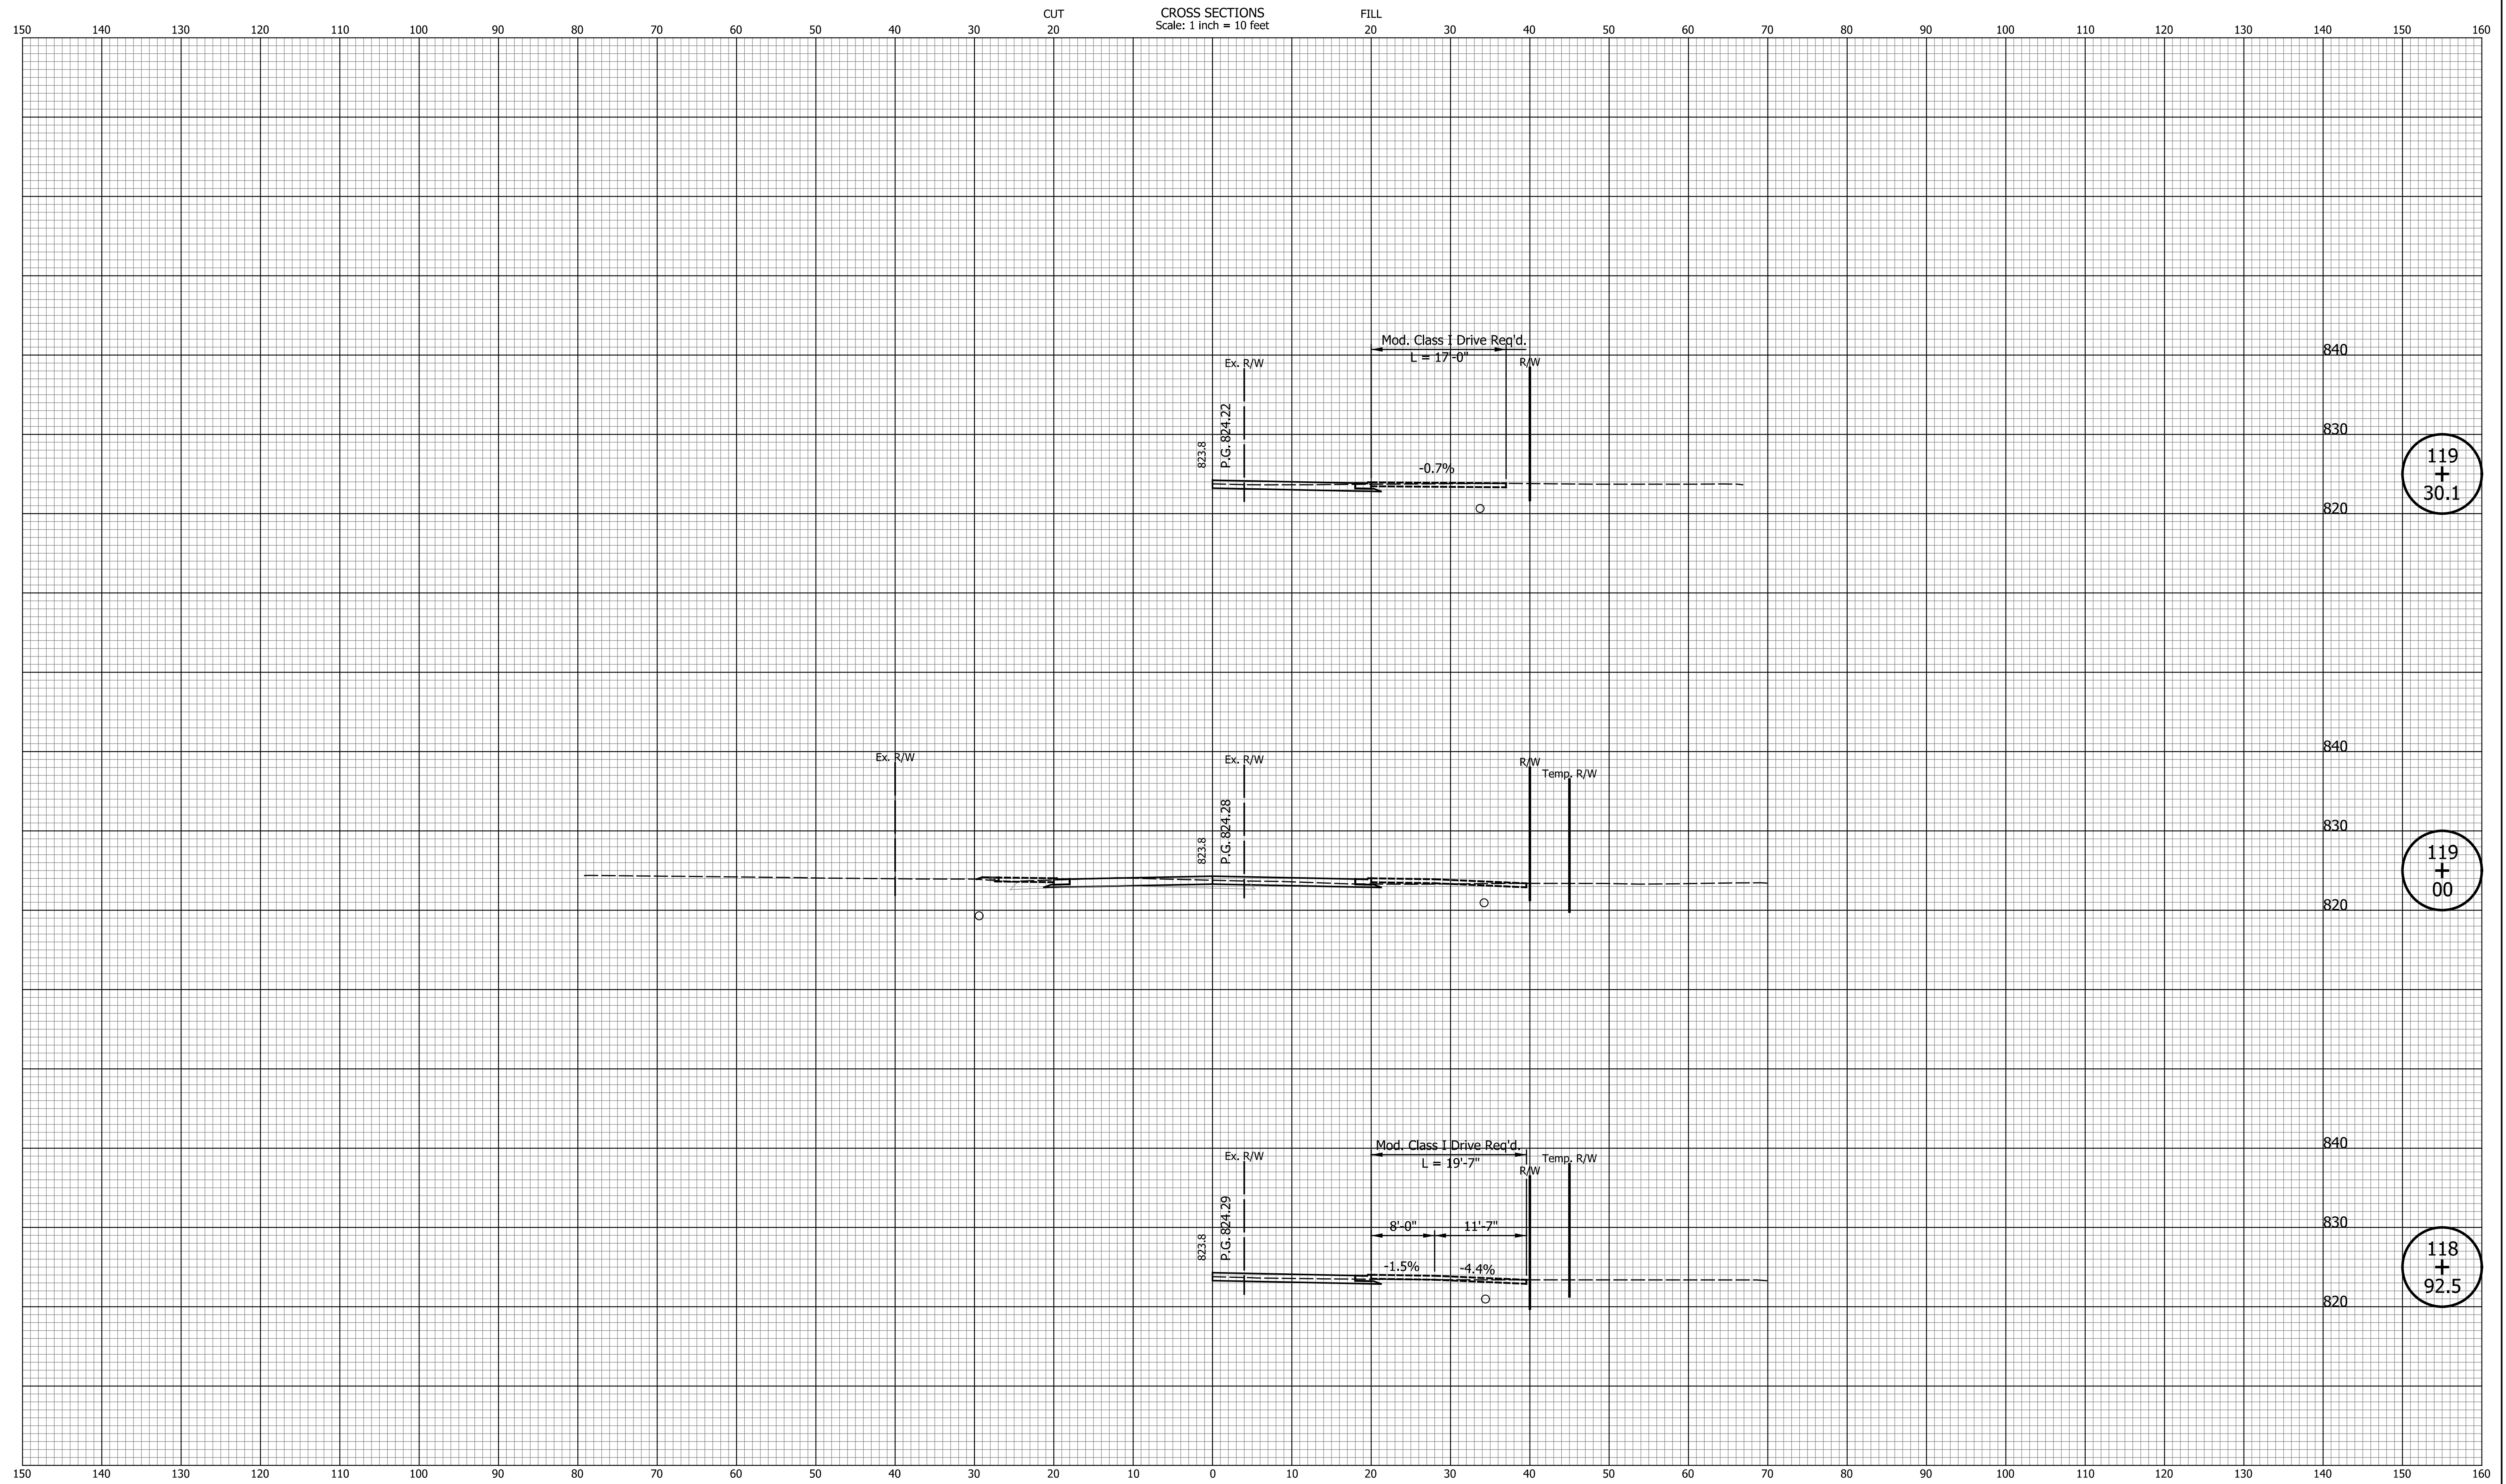 CUT CROSS SECTIONS FILL
Scale: 1 inch = 10 feet
150 140 130 120 110 100 90 80 70 60 50 40 30 20 10 0 10 20 30 40 50 60 70 80 90 100 110 120 130 140 150 160
Mod. Class I Drive Req'd.
L = 17'-0"
Ex. R/W
R/W
840
823.8
P.G. 824.22
830
-0.7%
820
119
+
30.1
Ex. R/W
Ex. R/W
R/W
Temp. R/W
840
823.8
P.G. 824.28
830
820
119
+
00
Mod. Class I Drive Req'd.
L = 19'-7"
Ex. R/W
R/W
Temp. R/W
840
823.8
P.G. 824.29
8'-0"
11'-7"
830
-1.5%
-4.4%
820
118
+
92.5
150 140 130 120 110 100 90 80 70 60 50 40 30 20 10 0 10 20 30 40 50 60 70 80 90 100 110 120 130 140 150 160